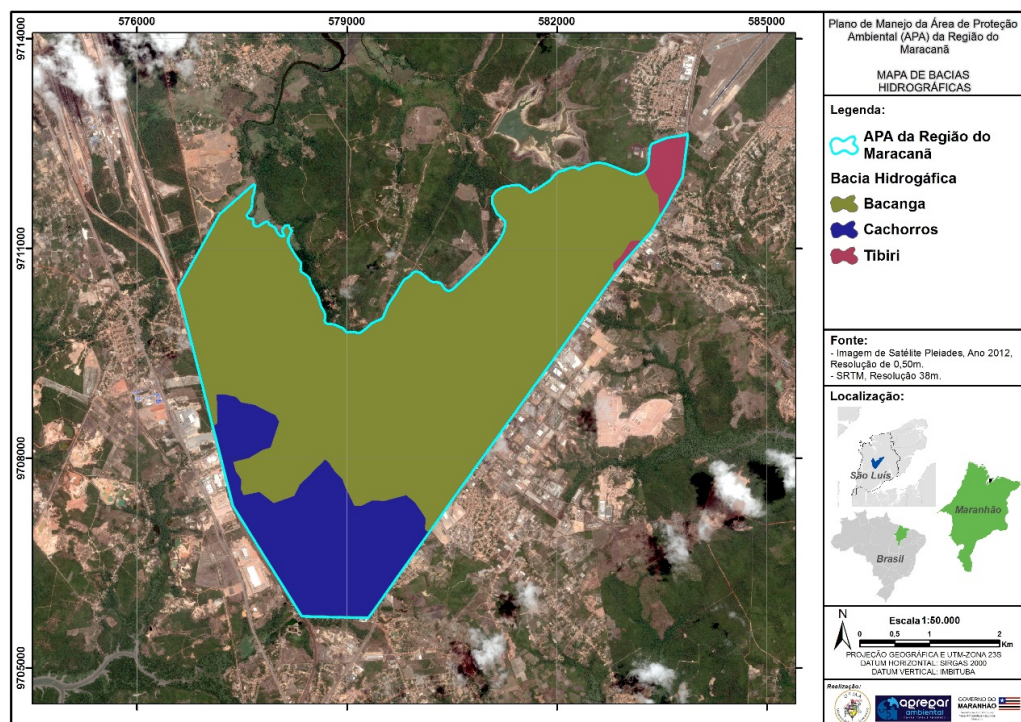 576000
579000
582000
585000
9714000
9711000
9708000
9705000
Plano de Manejo da Área de Proteção
Ambiental (APA) da Região do
Maracanã
MAPA DE BACIAS
HIDROGRÁFICAS
Legenda:
APA da Região do
Maracanã
Bacia Hidrogáfica
Bacanga
Cachorros
Tibiri
Fonte:
- Imagem de Satélite Pleiades, Ano 2012,
Resolução de 0,50m.
- SRTM, Resolução 38m.
Localização:
São Luís
Maranhão
Brasil
N
Escala 1:50.000
0 0.5 1 2
Km
PROJEÇÃO GEOGRÁFICA E UTM-ZONA 23S
DATUM HORIZONTAL: SIRGAS 2000
DATUM VERTICAL: IMBITUBA
Realização:
agregar
ambiental
GOVERNO DO
MARANHÃO